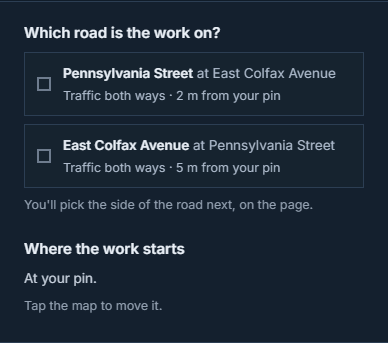 Which road is the work on?
Pennsylvania Street at East Colfax Avenue
Traffic both ways · 2 m from your pin
East Colfax Avenue at Pennsylvania Street
Traffic both ways · 5 m from your pin
You'll pick the side of the road next, on the page.
Where the work starts
At your pin.
Tap the map to move it.